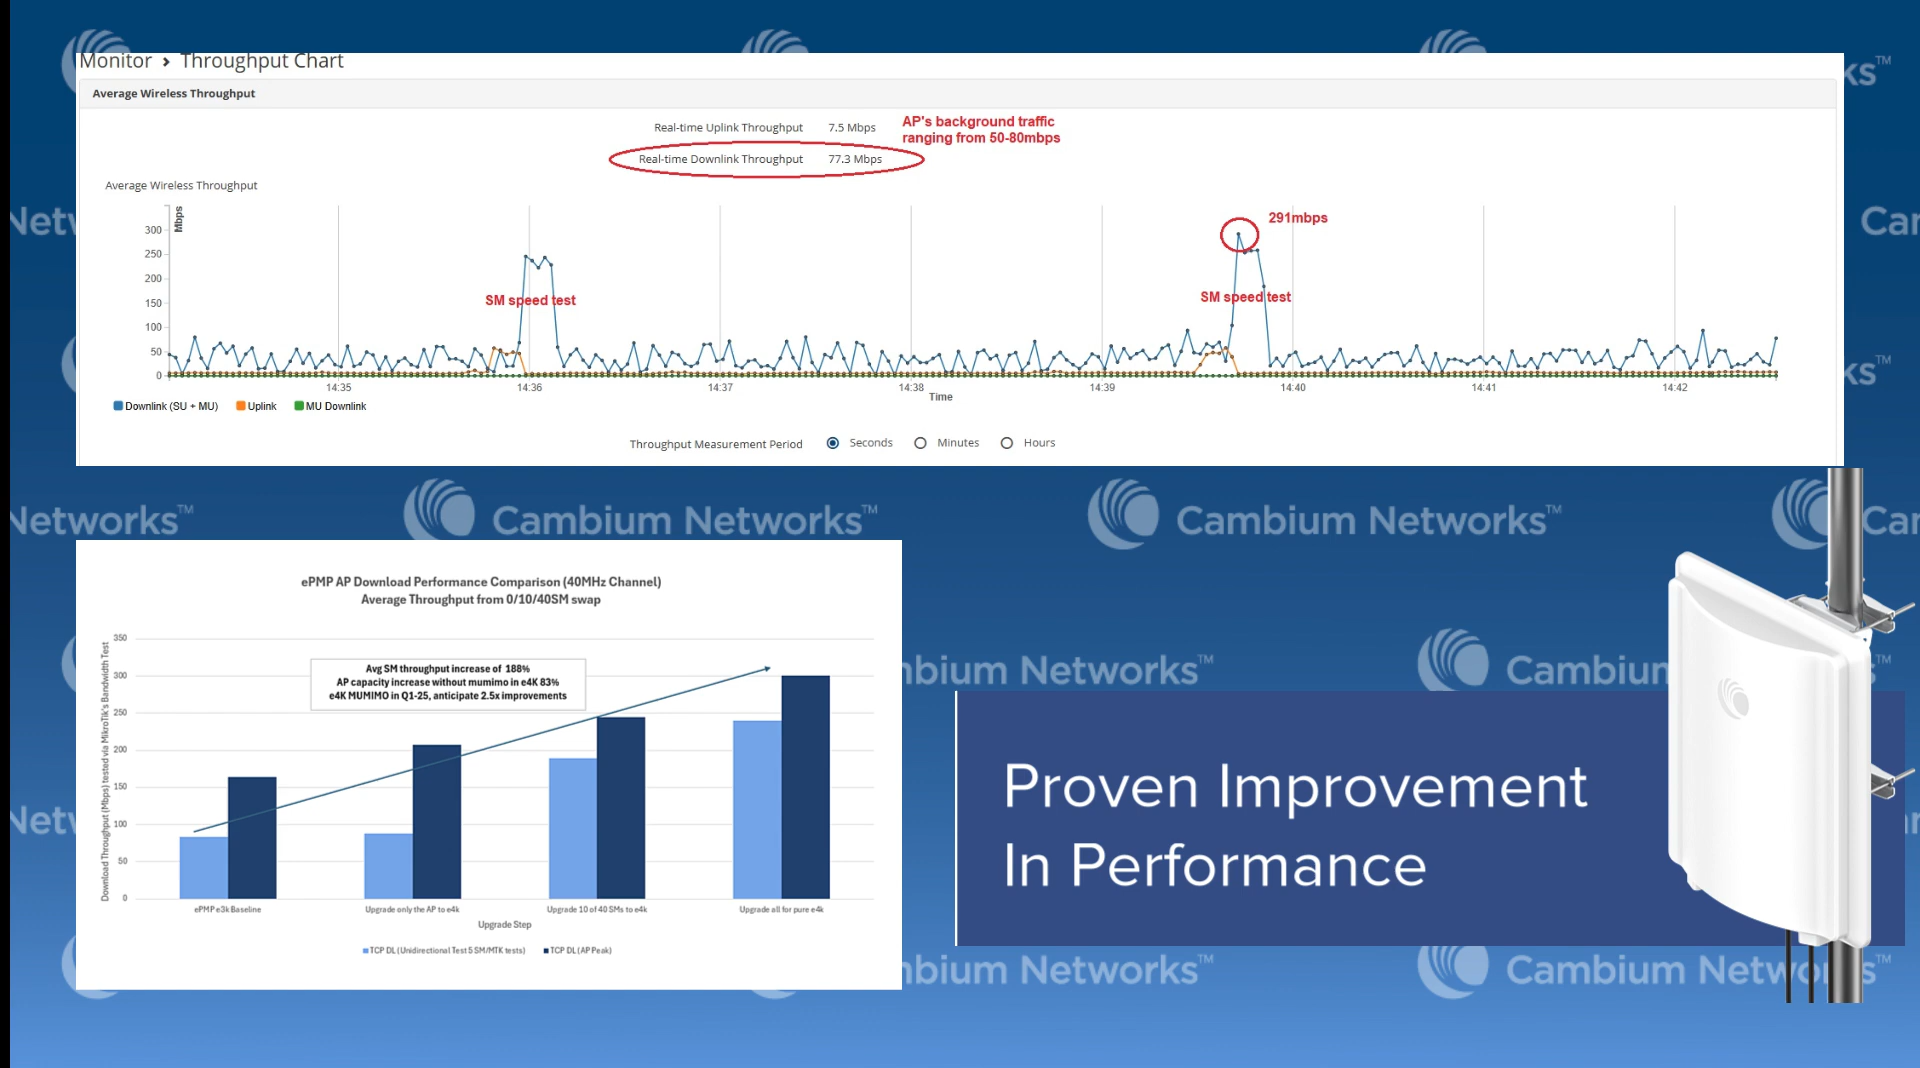 Monitor > Throughput Chart
Average Wireless Throughput
Real-time Uplink Throughput 7.5 Mbps
AP's background traffic
ranging from 50-80mbps
Real-time Downlink Throughput 77.3 Mbps
Average Wireless Throughput
Mbps
300
250
200
150
100
50
0
SM speed test
291mbps
SM speed test
14:35 14:36 14:37 14:38 14:39 14:40 14:41 14:42
Time
Downlink (SU + MU) Uplink MU Downlink
Throughput Measurement Period Seconds Minutes Hours
Networks™ Cambium Networks™ Cambium Networks™
ePMP AP Download Performance Comparison (40MHz Channel)
Average Throughput from 0/10/40SM swap
Download Throughput (Mbps) tested via MikroTik's Bandwidth Test
350
300
250
200
150
100
50
0
Avg SM throughput increase of 188%
AP capacity increase without mumimo in e4K 83%
e4K MUMIMO in Q1-25, anticipate 2.5x improvements
ePMP e3k Baseline Upgrade only the AP to e4k Upgrade 10 of 40 SMs to e4k Upgrade all for pure e4k
Upgrade Step
TCP DL (Unidirectional Test 5 SM/MTK tests) TCP DL (AP Peak)
Networks™ Cambium
Proven Improvement
In Performance
Networks™ Cambium Networks™